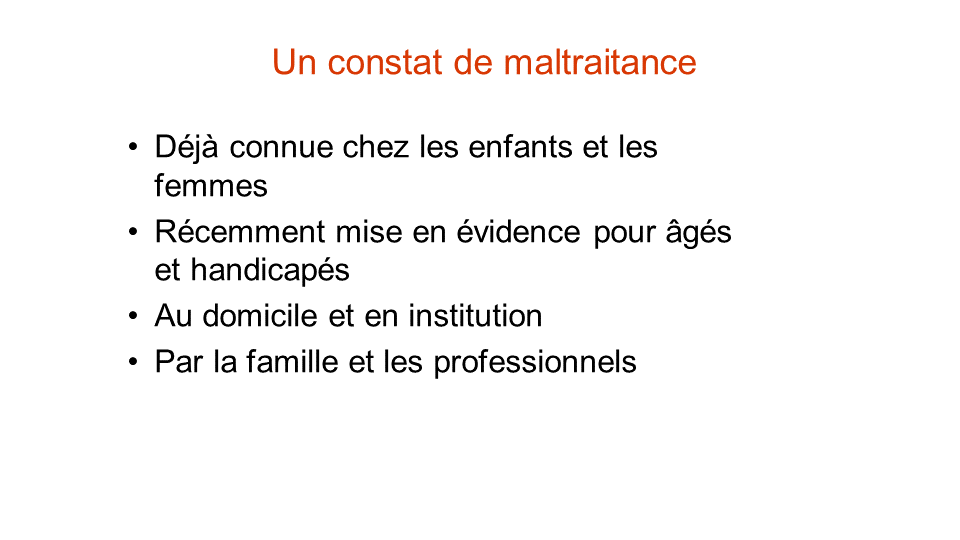 Un constat de maltraitance
• Déjà connue chez les enfants et les
femmes
• Récemment mise en évidence pour âgés
et handicapés
• Au domicile et en institution
• Par la famille et les professionnels